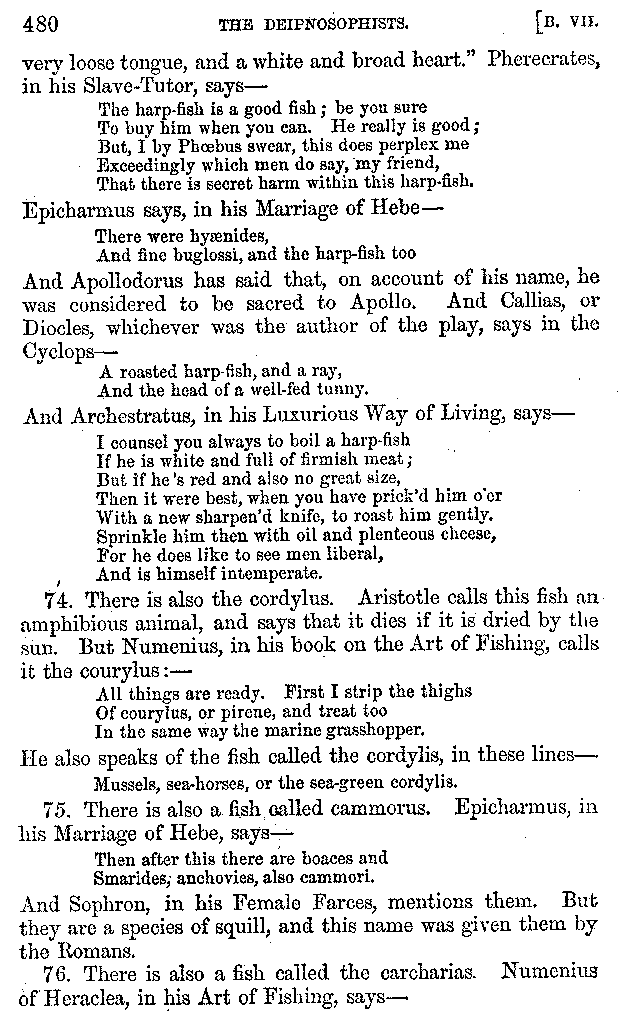 480 THE DEIPNOSOPHISTS. [B. VII.
very loose tongue, and a white and broad heart." Pherecrates,
in his Slave-Tutor, says—
The harp-fish is a good fish; be you sure
To buy him when you can. He really is good;
But, I by Phœbus swear, this does perplex me
Exceedingly which men do say, my friend,
That there is secret harm within this harp-fish.
Epicharmus says, in his Marriage of Hebe—
There were hyænides,
And fine buglossi, and the harp-fish too
And Apollodorus has said that, on account of his name, he
was considered to be sacred to Apollo. And Callias, or
Diocles, whichever was the author of the play, says in the
Cyclops—
A roasted harp-fish, and a ray,
And the head of a well-fed tunny.
And Archestratus, in his Luxurious Way of Living, says—
I counsel you always to boil a harp-fish
If he is white and full of firmish meat;
But if he's red and also no great size,
Then it were best, when you have prick'd him o'er
With a new sharpen'd knife, to roast him gently.
Sprinkle him then with oil and plenteous cheese,
For he does like to see men liberal,
And is himself intemperate.
74. There is also the cordylus. Aristotle calls this fish an
amphibious animal, and says that it dies if it is dried by the
sun. But Numenius, in his book on the Art of Fishing, calls
it the courylus:—
All things are ready. First I strip the thighs
Of courylus, or pirene, and treat too
In the same way the marine grasshopper.
He also speaks of the fish called the cordylis, in these lines—
Mussels, sea-horses, or the sea-green cordylis.
75. There is also a fish called cammorus. Epicharmus, in
his Marriage of Hebe, says—
Then after this there are boaces and
Smarides, anchovies, also cammori.
And Sophron, in his Female Farces, mentions them. But
they are a species of squill, and this name was given them by
the Romans.
76. There is also a fish called the carcharias. Numenius
of Heraclea, in his Art of Fishing, says—